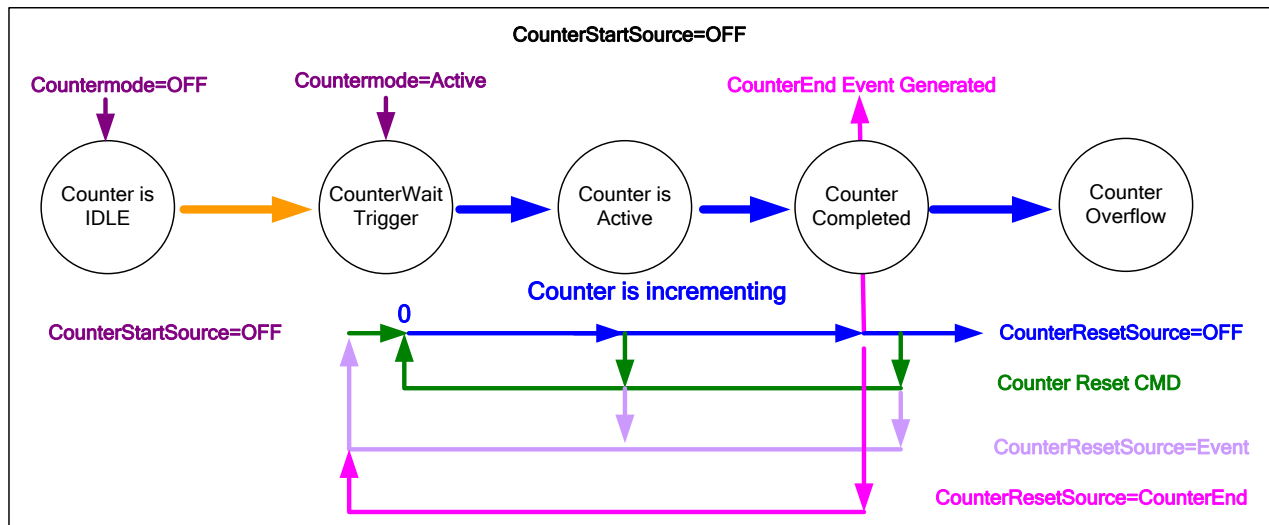 CounterStartSource=OFF
Countermode=OFF
Countermode=Active
CounterEnd Event Generated
Counter is
IDLE
CounterWait
Trigger
Counter is
Active
Counter
Completed
Counter
Overflow
Counter is incrementing
0
CounterStartSource=OFF
CounterResetSource=OFF
Counter Reset CMD
CounterResetSource=Event
CounterResetSource=CounterEnd